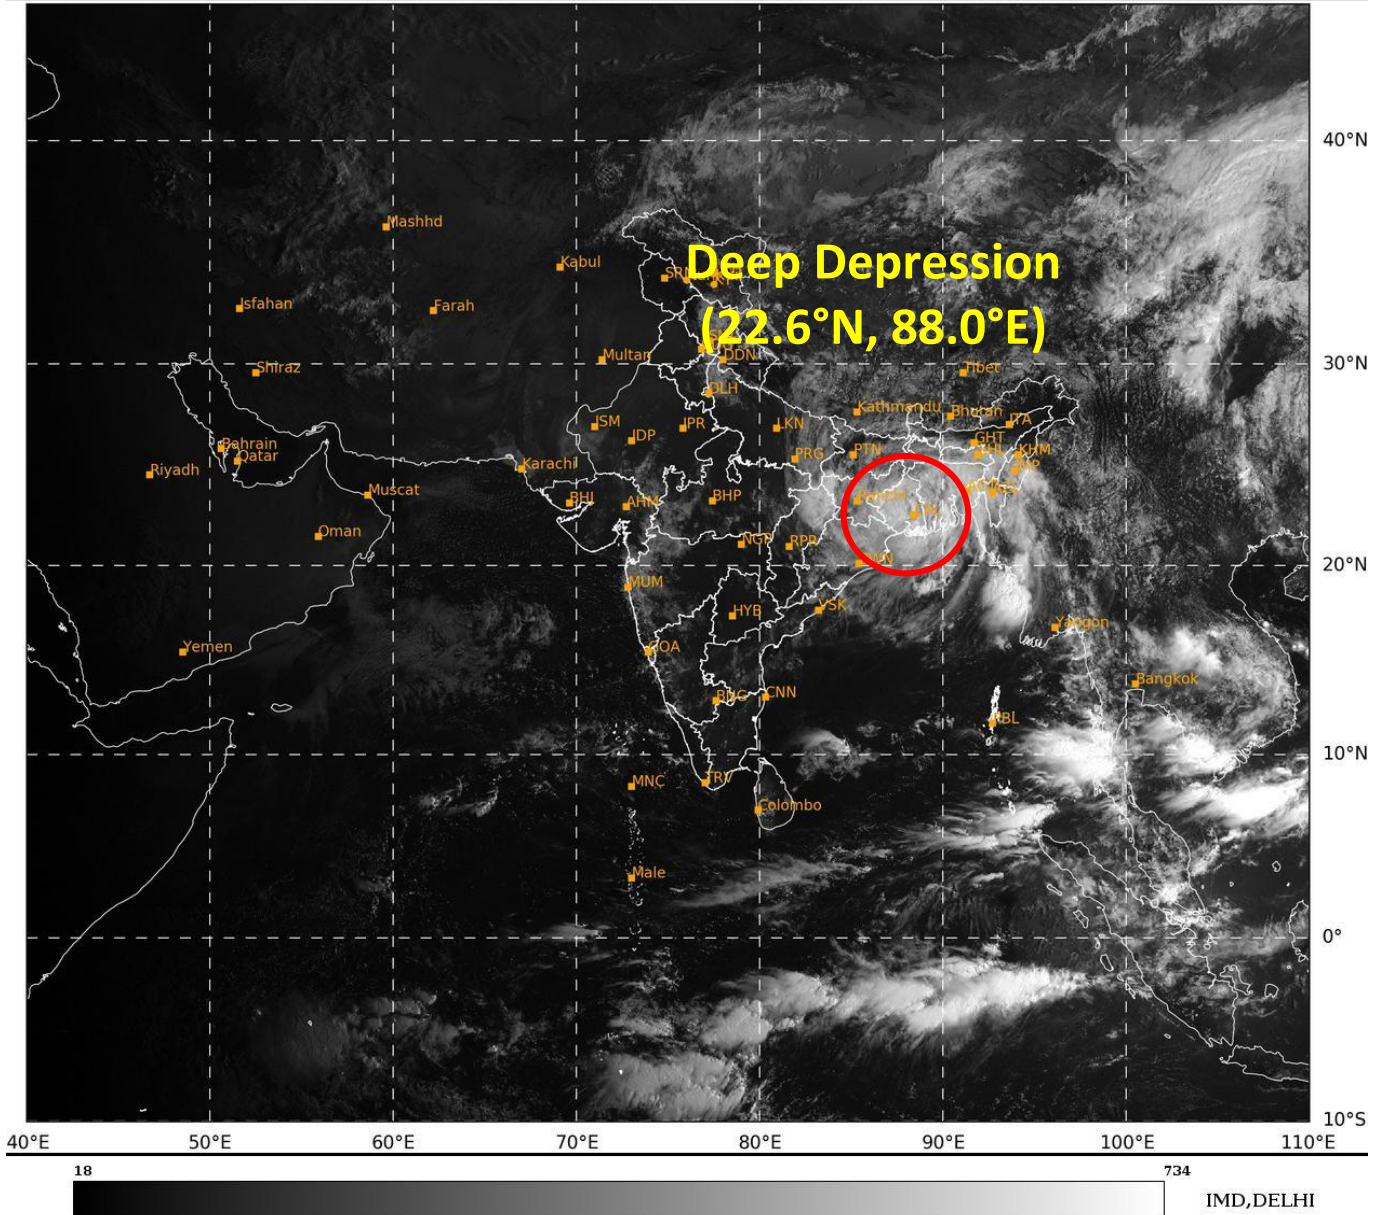 40°N
Mashhd
Kabul
SRN
Deep Depression
Isfahan
Farah
(22.6°N, 88.0°E)
Multan
DDN
30°N
Shiraz
Tibet
DLH
Kathmandu
Bhutan
ITA
JSM
JDP
JPR
LKN
GHT
Bahrain
PTN
KHM
Qatar
PRG
Karachi
Riyadh
Muscat
BHJ
AHM
BHP
Ranchi
Oman
NGP
RPR
20°N
MUM
HYB
VSK
Yangon
Yemen
GOA
Bangkok
BNG
CNN
PBL
10°N
MNC
TRV
Colombo
Male
0°
10°S
40°E
50°E
60°E
70°E
80°E
90°E
100°E
110°E
18
734
IMD,DELHI